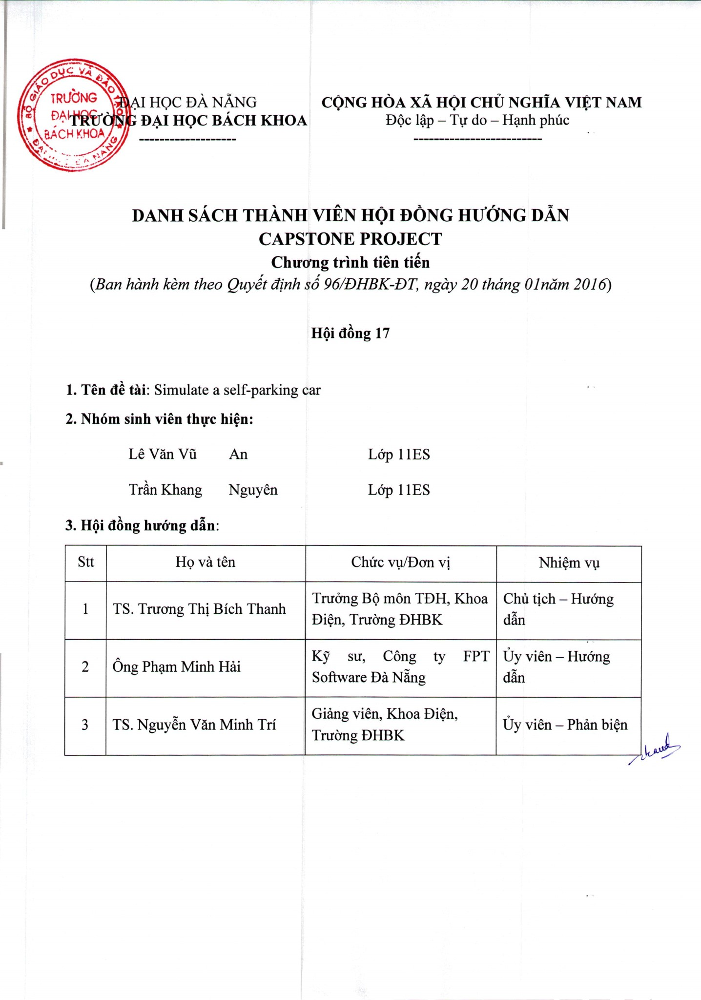 BỘ GIÁO DỤC VÀ ĐÀO TẠO
TRƯỜNG
ĐẠI HỌC
BÁCH KHOA
ĐÀ NẴNG
ĐẠI HỌC ĐÀ NẴNG
TRƯỜNG ĐẠI HỌC BÁCH KHOA
-------------------
CỘNG HÒA XÃ HỘI CHỦ NGHĨA VIỆT NAM
Độc lập – Tự do – Hạnh phúc
-------------------------
DANH SÁCH THÀNH VIÊN HỘI ĐỒNG HƯỚNG DẪN
CAPSTONE PROJECT
Chương trình tiên tiến
(Ban hành kèm theo Quyết định số 96/ĐHBK-ĐT, ngày 20 tháng 01năm 2016)
Hội đồng 17
1. Tên đề tài: Simulate a self-parking car
2. Nhóm sinh viên thực hiện:
Lê Văn Vũ An Lớp 11ES
Trần Khang Nguyên Lớp 11ES
3. Hội đồng hướng dẫn:
Stt Họ và tên Chức vụ/Đơn vị Nhiệm vụ
1 TS. Trương Thị Bích Thanh
Trưởng Bộ môn TĐH, Khoa
Điện, Trường ĐHBK
Chủ tịch – Hướng
dẫn
2 Ông Phạm Minh Hải
Kỹ sư, Công ty FPT
Software Đà Nẵng
Ủy viên – Hướng
dẫn
3 TS. Nguyễn Văn Minh Trí
Giảng viên, Khoa Điện,
Trường ĐHBK
Ủy viên – Phản biện